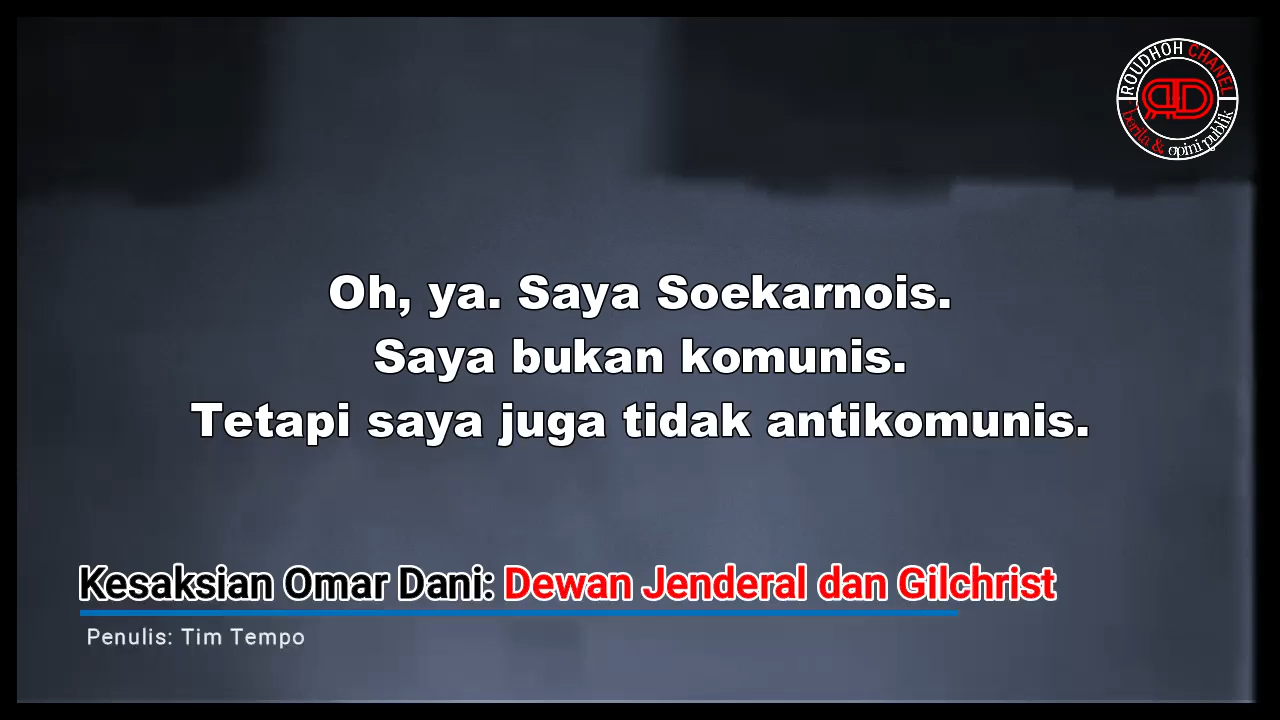 ROUDHOH CHANEL
RD
berita & opini publik
Oh, ya. Saya Soekarnois.
Saya bukan komunis.
Tetapi saya juga tidak antikomunis.
Kesaksian Omar Dani: Dewan Jenderal dan Gilchrist
Penulis: Tim Tempo